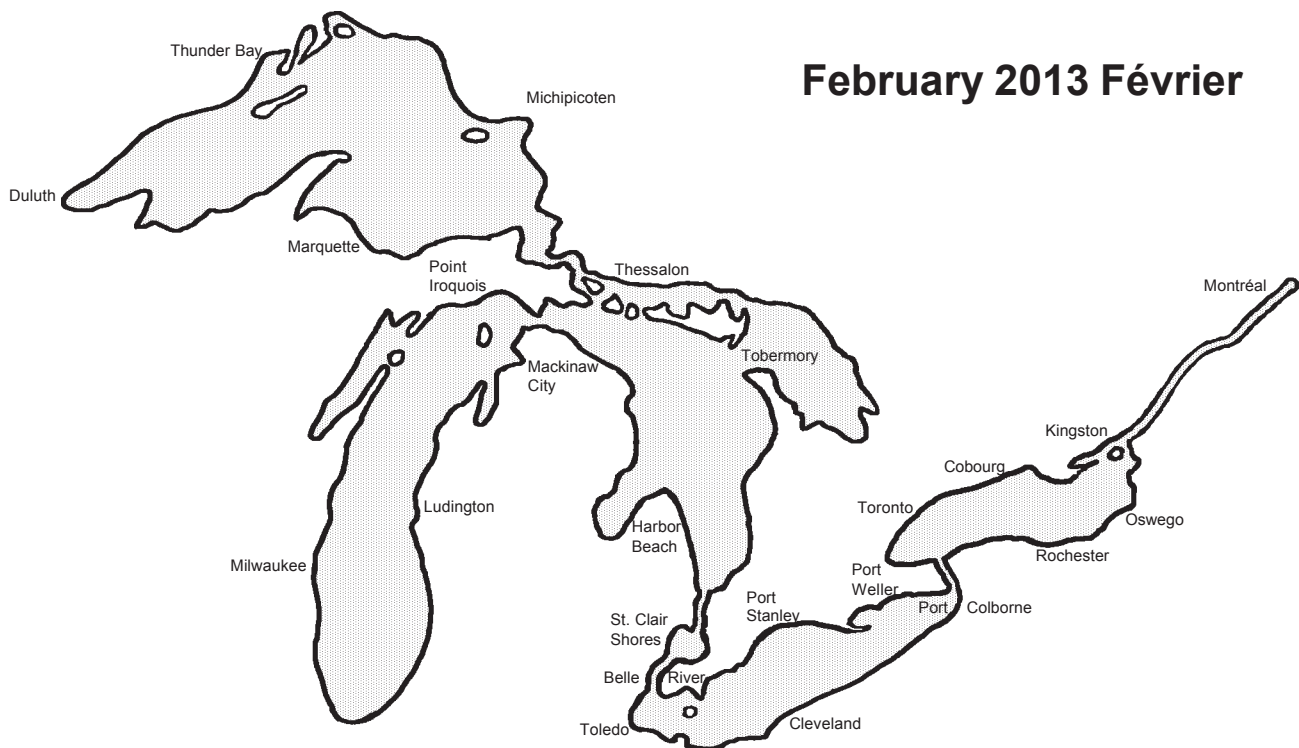 February 2013 Février
Thunder Bay
Michipicoten
Duluth
Marquette
Point
Iroquois
Thessalon
Montréal
Mackinaw
City
Tobermory
Kingston
Cobourg
Ludington
Toronto
Oswego
Harbor
Beach
Rochester
Milwaukee
Port
Weller
Port
Stanley
Port Colborne
St. Clair
Shores
Belle River
Toledo
Cleveland